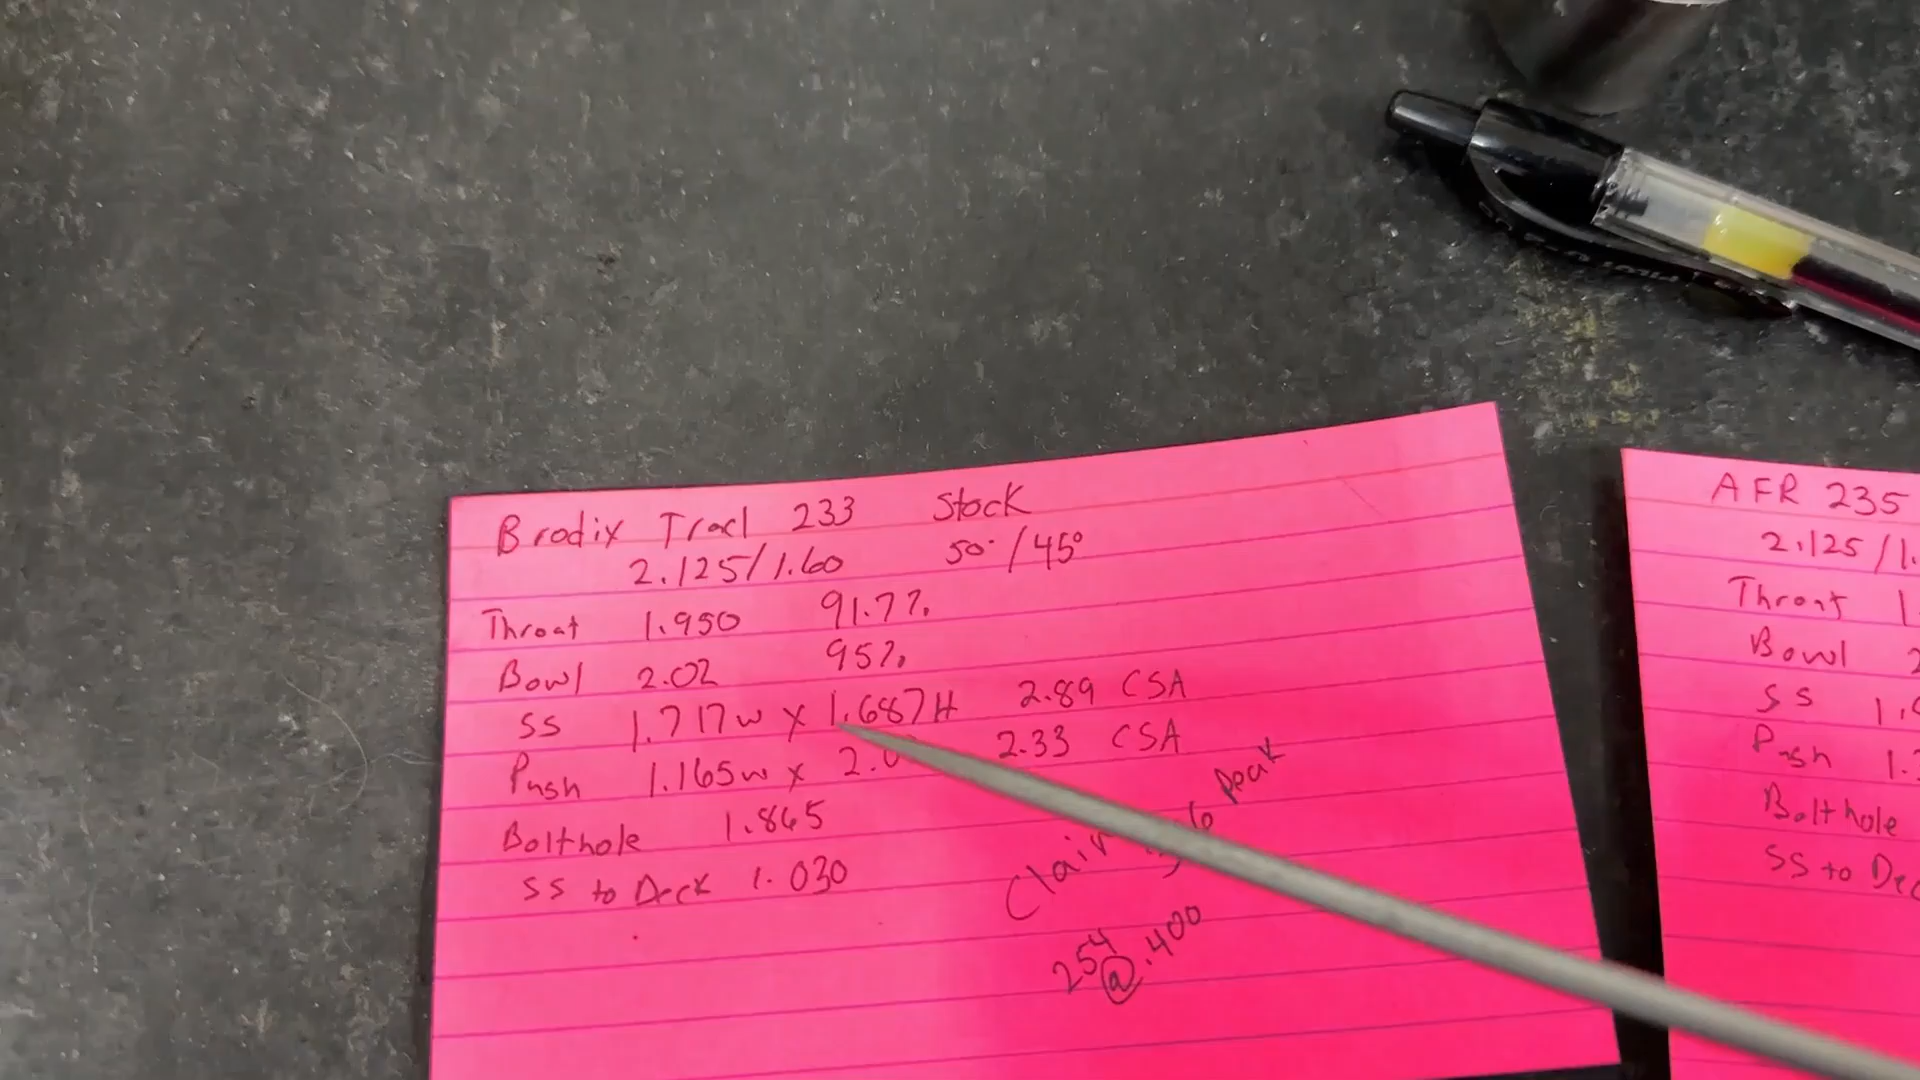 Brodix Tracl 233 Stock
2.125/1.60 50°/45°
Throat 1.950 91.7%
Bowl 2.02 95%
SS 1.717w x 1.687H 2.89 CSA
Push 1.165w x 2.33 CSA
Bolthole 1.865
SS to Deck 1.030
Peak
254 @ .400
AFR 235
2.125/1.
Throat
Bowl
SS
Push
Bolthole
SS to